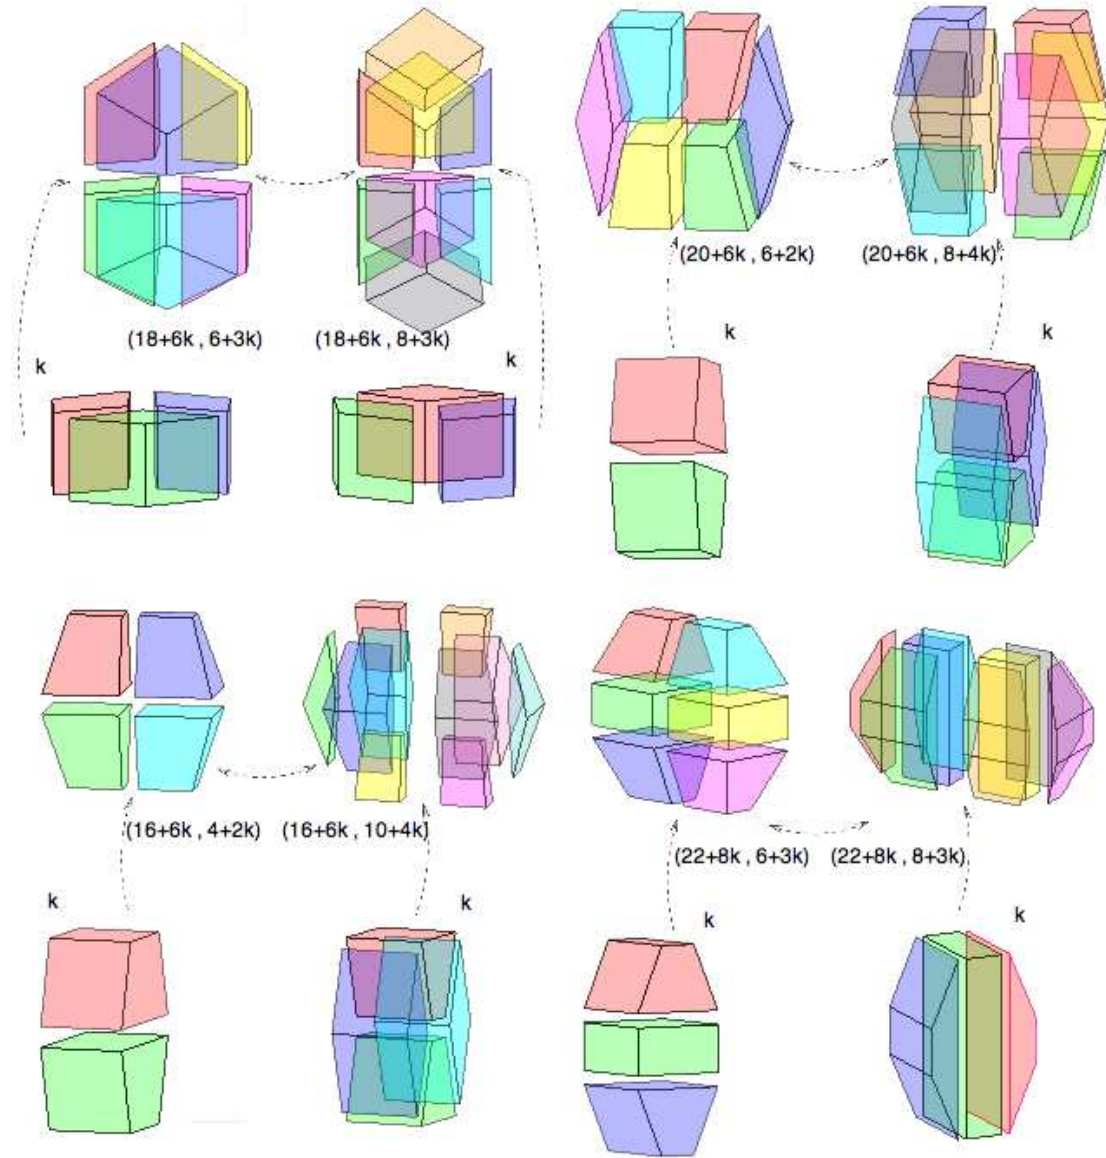 (20+6k , 6+2k) (20+6k , 8+4k)
(18+6k , 6+3k) (18+6k , 8+3k)
k k
k k
(16+6k , 4+2k) (16+6k , 10+4k)
(22+8k , 6+3k) (22+8k , 8+3k)
k k
k k